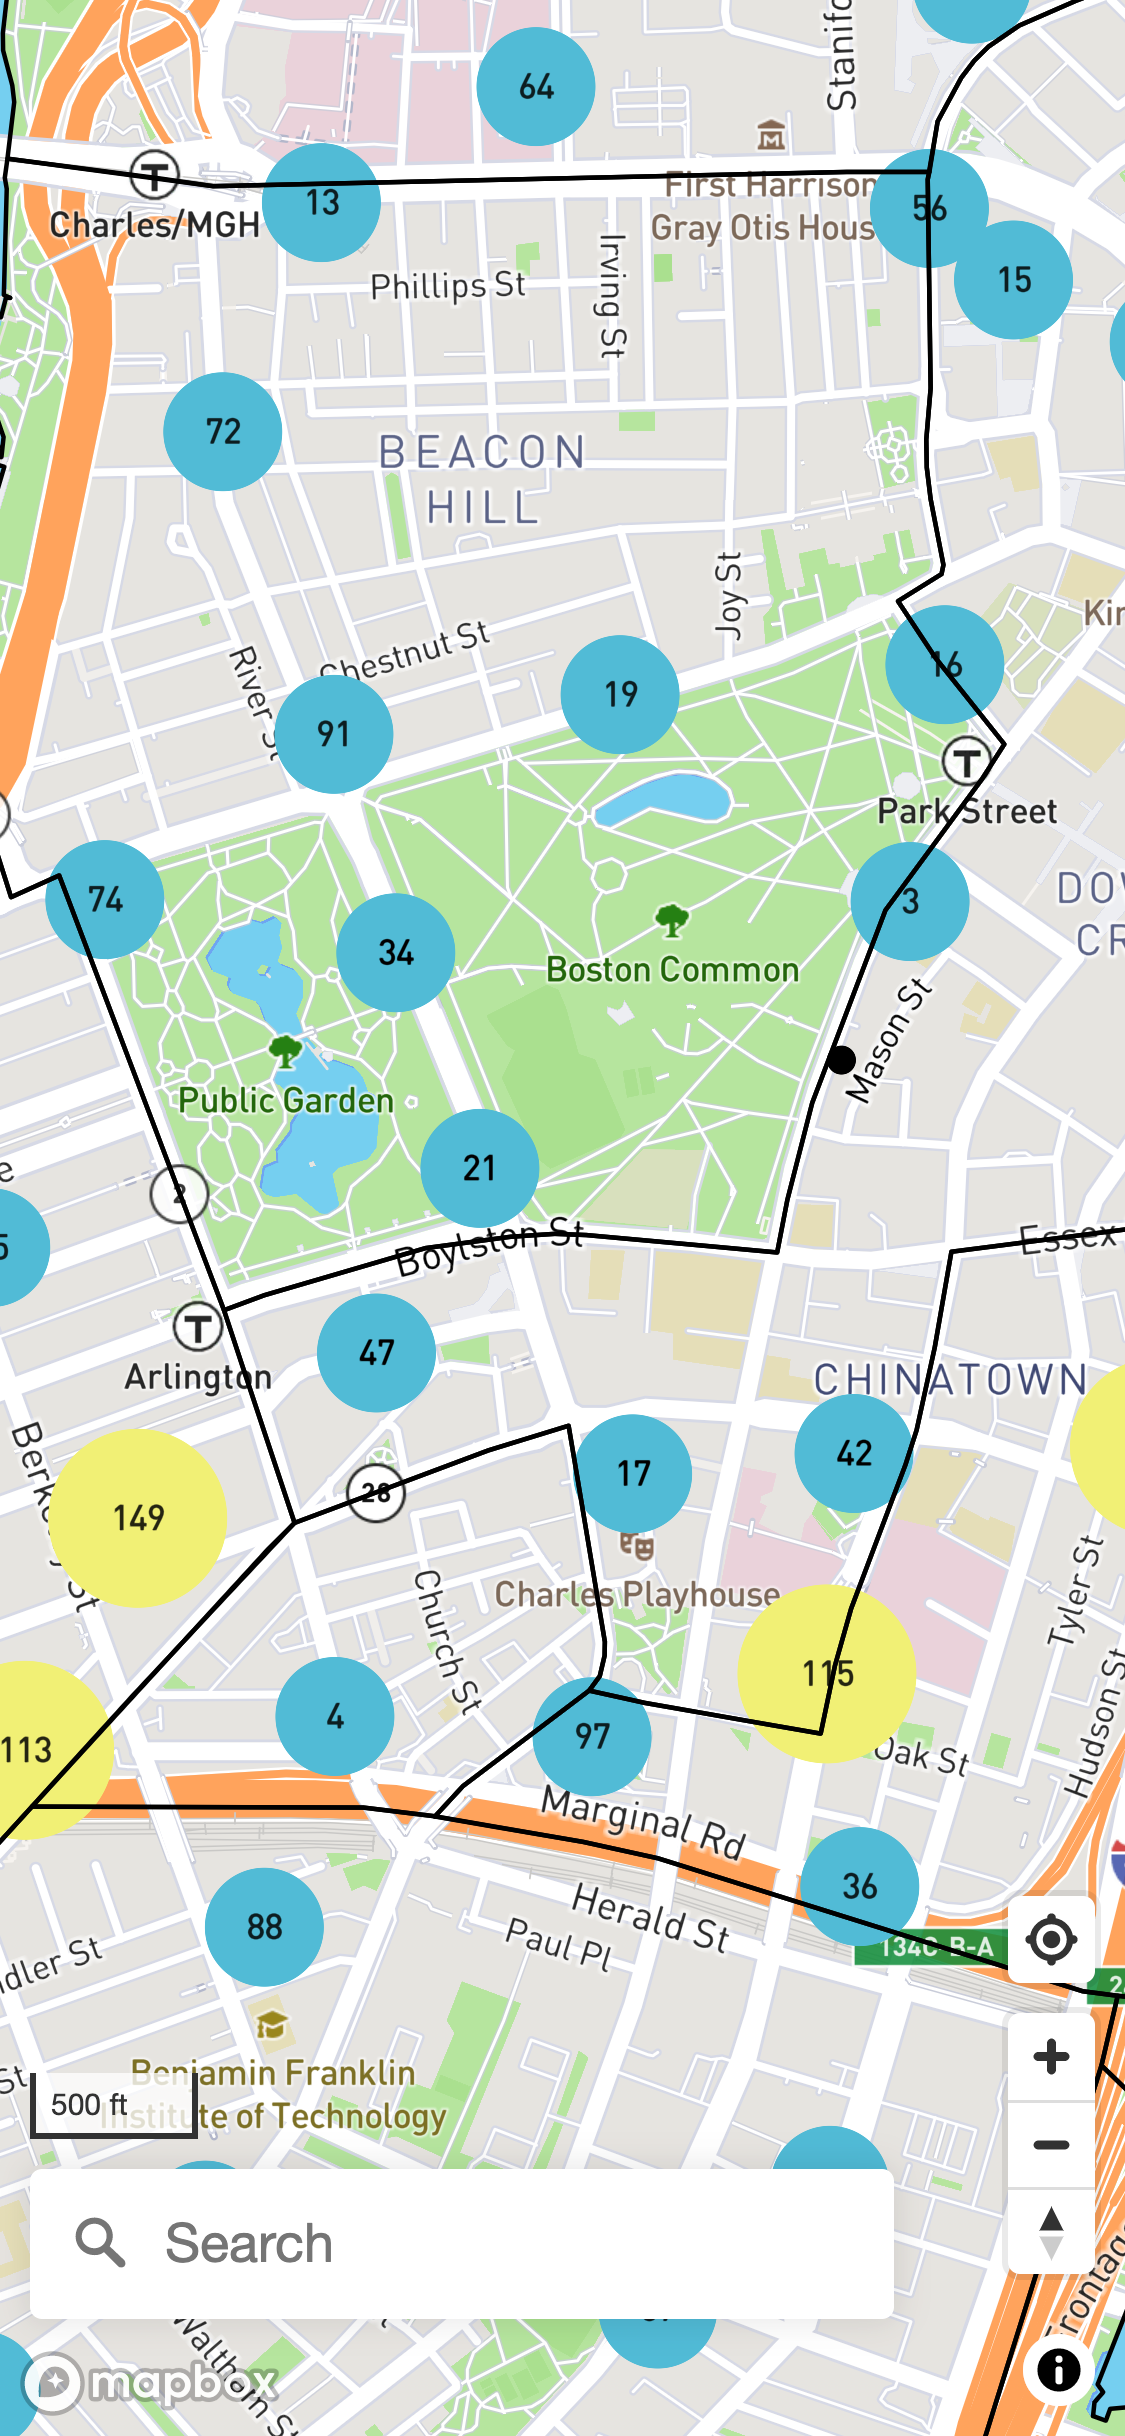 Stanifo
64
First Harrison
Gray Otis Hous
Charles/MGH
13
56
15
Phillips St
Irving St
72
BEACON
HILL
Joy St
Kin
Chestnut St
River St
91
19
16
Park Street
74
34
3
DO
CR
Boston Common
Mason St
Public Garden
21
2
e
5
Boylston St
Essex
Arlington
47
CHINATOWN
42
17
28
149
Charles Playhouse
Church St
Tyler St
115
113
4
97
Oak St
Hudson St
Marginal Rd
36
88
Herald St
Paul Pl
134C B-A
2
dler St
Benjamin Franklin
Institute of Technology
St
500 ft
Search
Frontag
Waltham St
mapbox